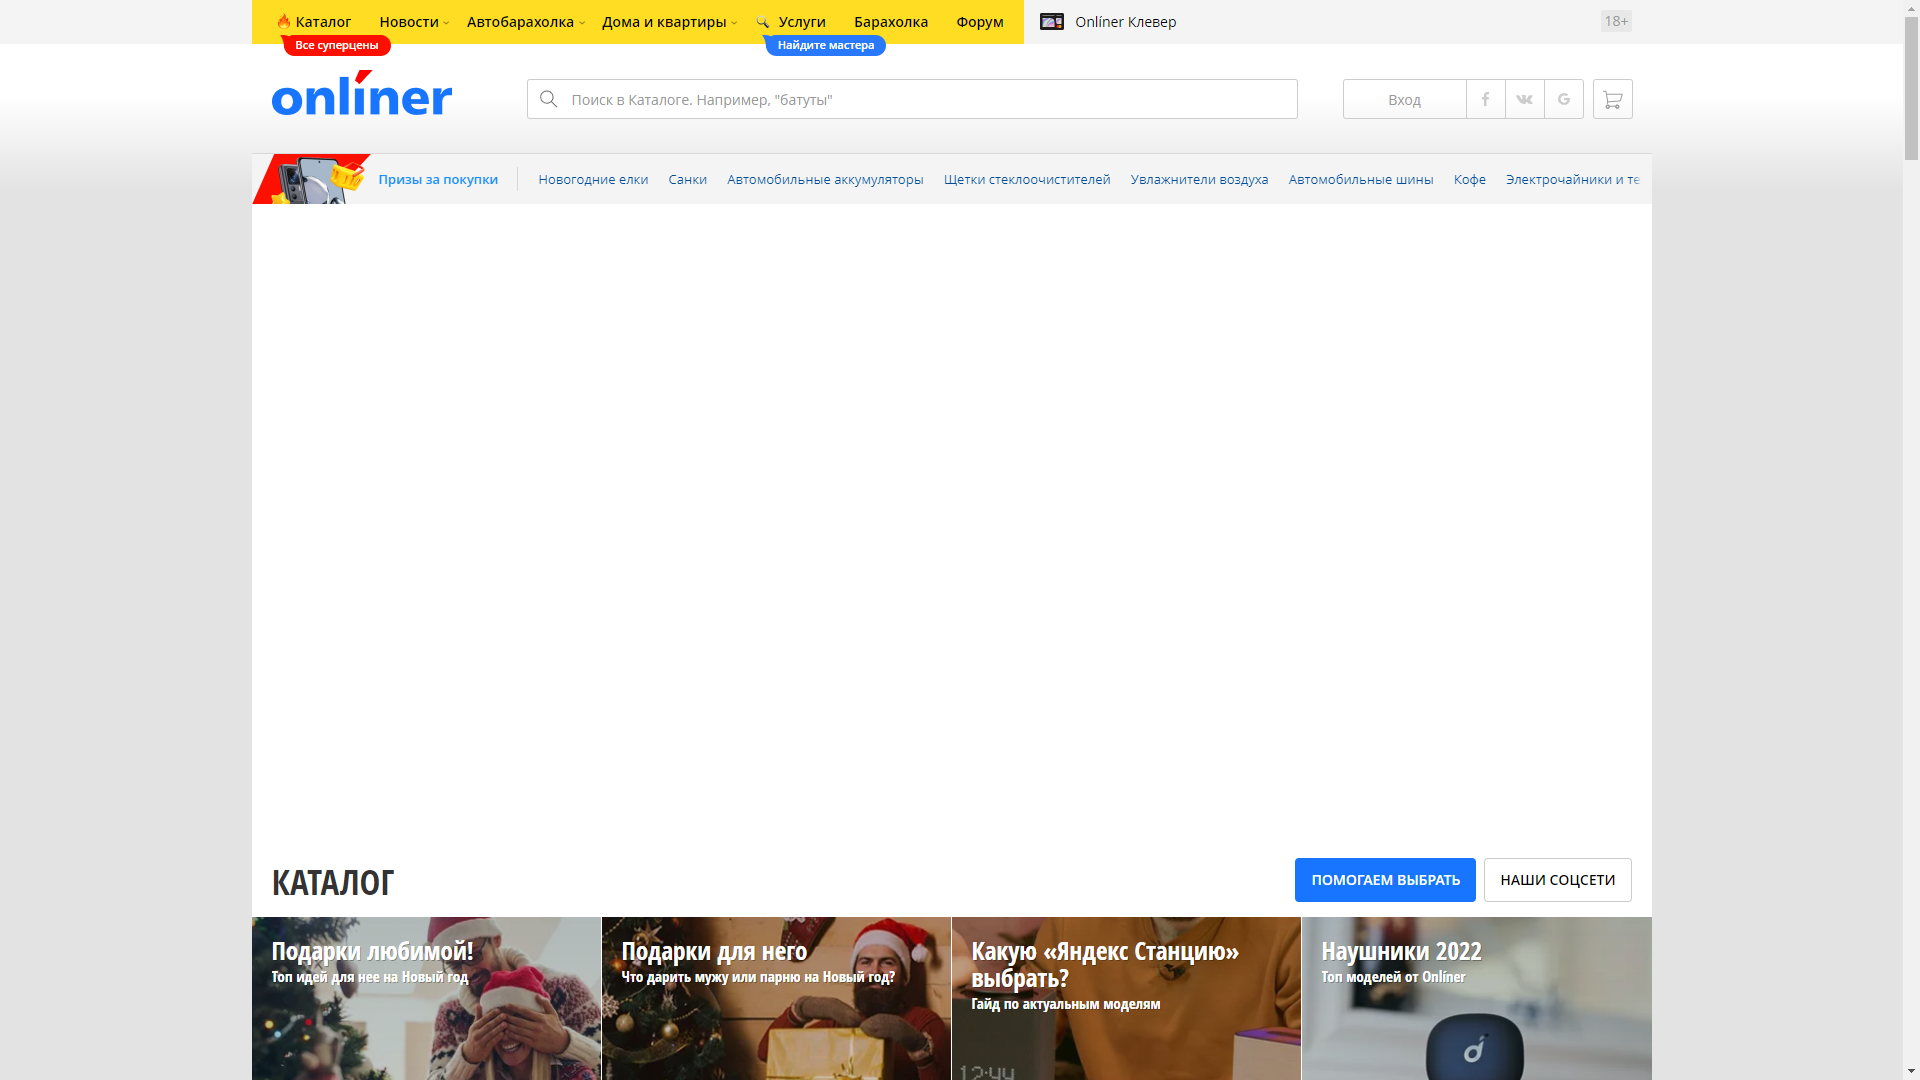 Каталог Новости Автобарахолка Дома и квартиры Услуги Барахолка Форум Onlíner Клевер 18+
Все суперцены Найдите мастера
onlíner
Поиск в Каталоге. Например, "батуты"
Вход
Призы за покупки Новогодние елки Санки Автомобильные аккумуляторы Щетки стеклоочистителей Увлажнители воздуха Автомобильные шины Кофе Электрочайники и те
КАТАЛОГ
ПОМОГАЕМ ВЫБРАТЬ НАШИ СОЦСЕТИ
Подарки любимой!
Топ идей для нее на Новый год
Подарки для него
Что дарить мужу или парню на Новый год?
Какую «Яндекс Станцию»
выбрать?
Гайд по актуальным моделям
12:44
Наушники 2022
Топ моделей от Onlíner